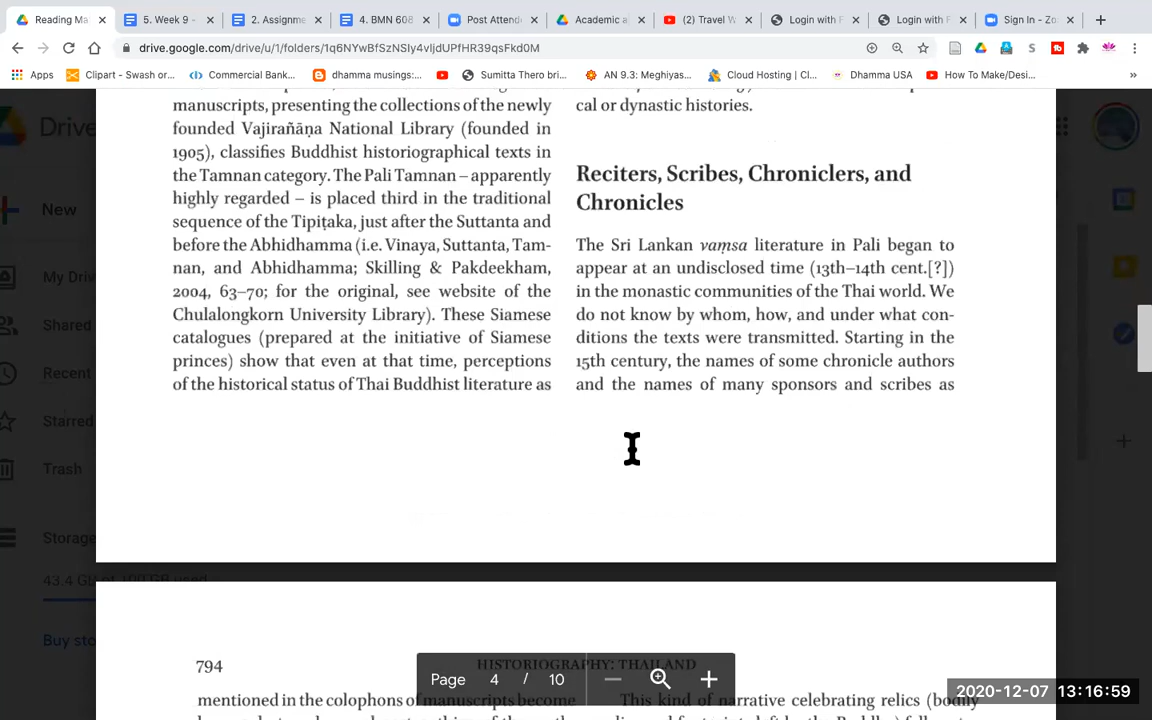 Reading Ma
5. Week 9 -
2. Assignme
4. BMN 608
Post Attend
Academic a
(2) Travel W
Login with F
Login with F
Sign In - Zo
drive.google.com/drive/u/1/folders/1q6NYwBfSzNSIy4vIjdUPfHR39qsFkd0M
Apps
Clipart - Swash or...
Commercial Bank...
dhamma musings:...
Sumitta Thero bri...
AN 9.3: Meghiyas...
Cloud Hosting | Cl...
Dhamma USA
How To Make/Desi...
»
Drive
New
My Driv
Shared
Recent
Starred
Trash
Storage
43.4 GB of 100 GB used
Buy sto
manuscripts, presenting the collections of the newly
founded Vajirañāṇa National Library (founded in
1905), classifies Buddhist historiographical texts in
the Tamnan category. The Pali Tamnan – apparently
highly regarded – is placed third in the traditional
sequence of the Tipiṭaka, just after the Suttanta and
before the Abhidhamma (i.e. Vinaya, Suttanta, Tam-
nan, and Abhidhamma; Skilling & Pakdeekham,
2004, 63–70; for the original, see website of the
Chulalongkorn University Library). These Siamese
catalogues (prepared at the initiative of Siamese
princes) show that even at that time, perceptions
of the historical status of Thai Buddhist literature as
cal or dynastic histories.
Reciters, Scribes, Chroniclers, and
Chronicles
The Sri Lankan vaṃsa literature in Pali began to
appear at an undisclosed time (13th–14th cent.[?])
in the monastic communities of the Thai world. We
do not know by whom, how, and under what con-
ditions the texts were transmitted. Starting in the
15th century, the names of some chronicle authors
and the names of many sponsors and scribes as
794
HISTORIOGRAPHY: THAILAND
Page 4 / 10
mentioned in the colophons of manuscripts become
This kind of narrative celebrating relics (bodily
2020-12-07 13:16:59